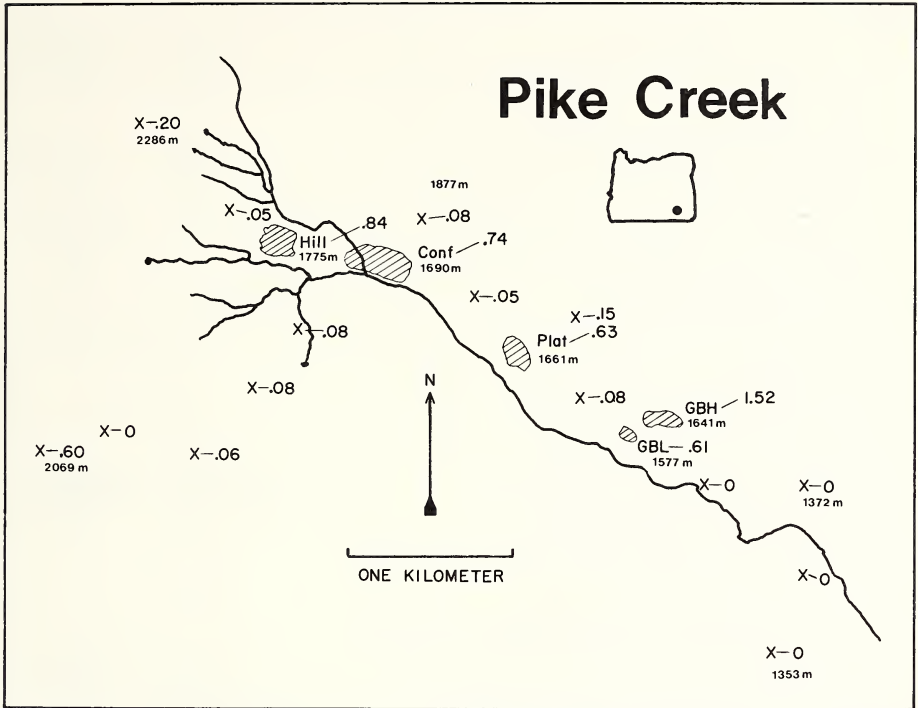 Pike Creek
X-.20
2286 m
1877 m
X-.05
X-.08
.84
Hill
1775 m
.74
Conf
1690 m
X-.05
X-.15
X-.08
.63
Plat
1661 m
X-.08
N
X-.08
1.52
GBH
1641 m
X-0
X-.60
2069 m
X-.06
GBL-.61
1577 m
X-0
X-0
1372 m
ONE KILOMETER
X-0
X-0
1353 m